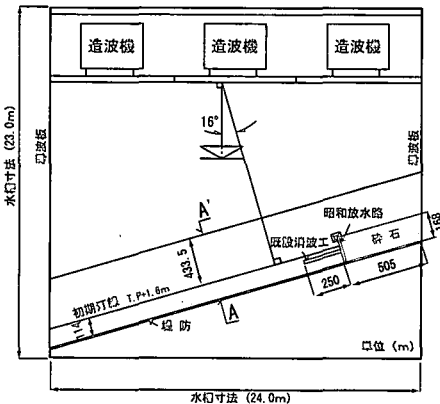 造波機 造波機 造波機
16°
水槽寸法 (23.0m)
導波板
導波板
A'
昭和放水路
既設消波工
砕石
168
433.5
初期汀線 T.P+1.6m
250
505
114
A
堤防
単位 (m)
水槽寸法 (24.0m)